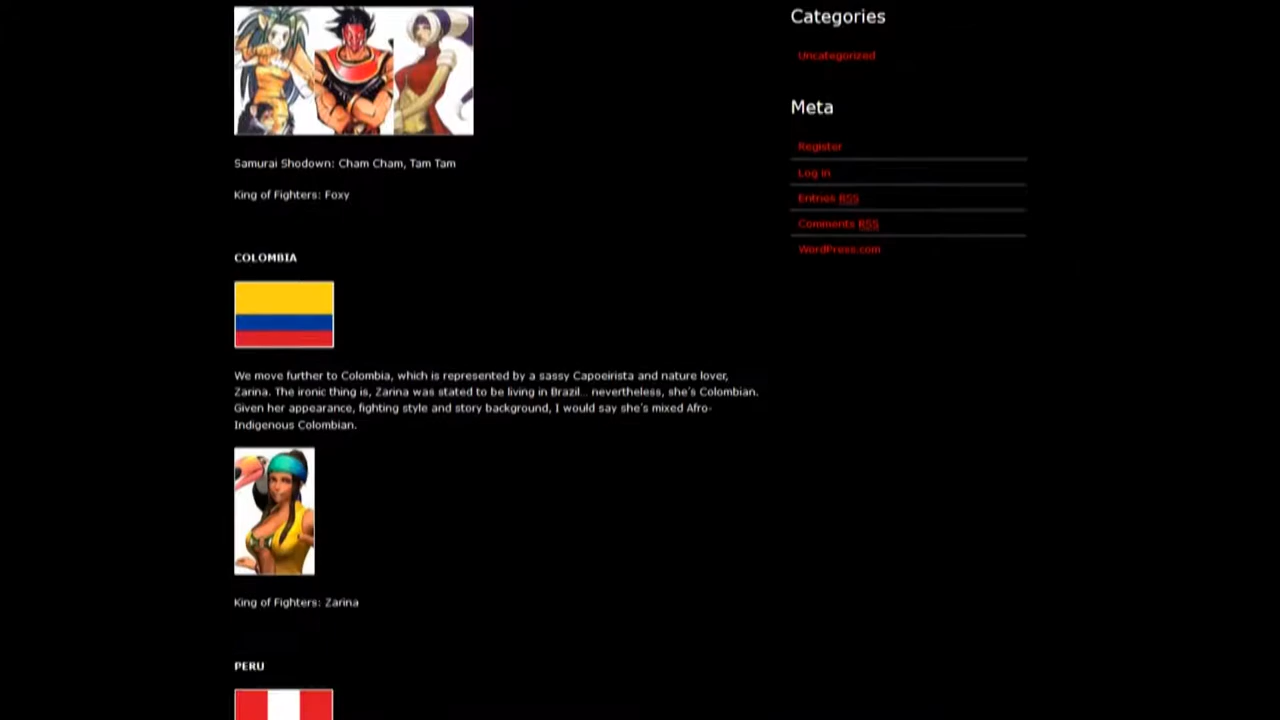 Samurai Shodown: Cham Cham, Tam Tam
King of Fighters: Foxy
COLOMBIA
We move further to Colombia, which is represented by a sassy Capoeirista and nature lover,
Zarina. The ironic thing is, Zarina was stated to be living in Brazil... nevertheless, she's Colombian.
Given her appearance, fighting style and story background, I would say she's mixed Afro-
Indigenous Colombian.
King of Fighters: Zarina
PERU
Categories
Uncategorized
Meta
Register
Log in
Entries RSS
Comments RSS
WordPress.com